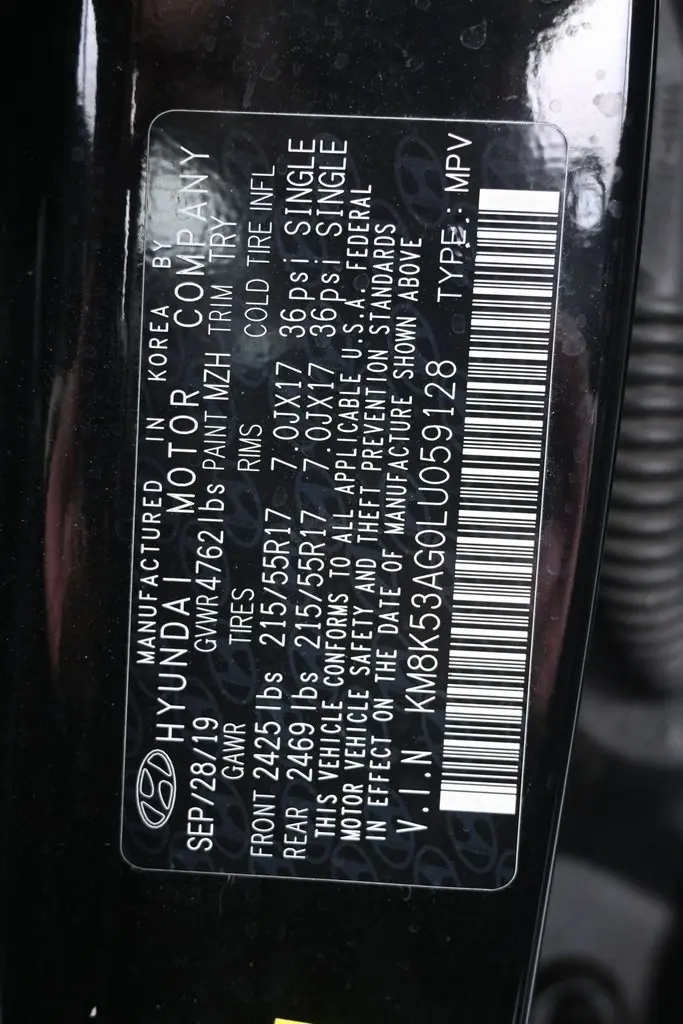 MANUFACTURED IN KOREA BY
HYUNDAI MOTOR COMPANY
SEP/28/19 GVWR 4762 lbs PAINT MZH TRIM TRY
GAWR TIRES RIMS COLD TIRE INFL
FRONT 2425 lbs 215/55R17 7.0JX17 36psi SINGLE
REAR 2469 lbs 215/55R17 7.0JX17 36psi SINGLE
THIS VEHICLE CONFORMS TO ALL APPLICABLE U.S.A. FEDERAL
MOTOR VEHICLE SAFETY AND THEFT PREVENTION STANDARDS
IN EFFECT ON THE DATE OF MANUFACTURE SHOWN ABOVE
V.I.N KM8K53AG0LU059128 TYPE.: MPV